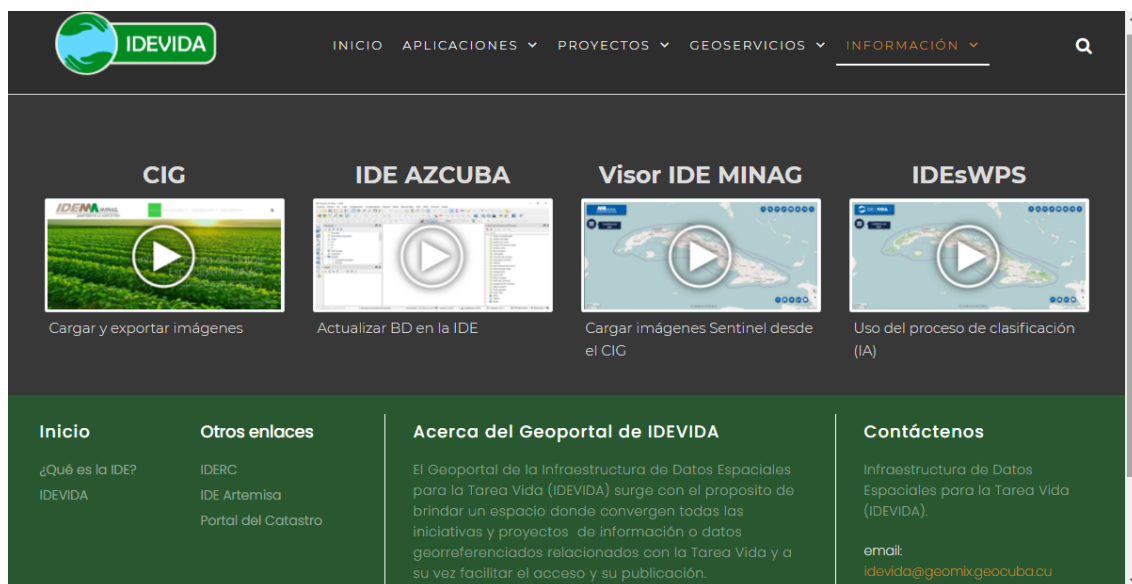 IDEVIDA
INICIO APLICACIONES PROYECTOS GEOSERVICIOS INFORMACIÓN
CIG
IDE AZCUBA
Visor IDE MINAG
IDEsWPS
Cargar y exportar imágenes
Actualizar BD en la IDE
Cargar imágenes Sentinel desde
el CIG
Uso del proceso de clasificación
(IA)
Inicio
¿Qué es la IDE?
IDEVIDA
Otros enlaces
IDERC
IDE Artemisa
Portal del Catastro
Acerca del Geoportal de IDEVIDA
El Geoportal de la Infraestructura de Datos Espaciales
para la Tarea Vida (IDEVIDA) surge con el proposito de
brindar un espacio donde convergen todas las
iniciativas y proyectos de información o datos
georreferenciados relacionados con la Tarea Vida y a
su vez facilitar el acceso y su publicación.
Contáctenos
Infraestructura de Datos
Espaciales para la Tarea Vida
(IDEVIDA).
email:
idevida@geomix.geocuba.cu